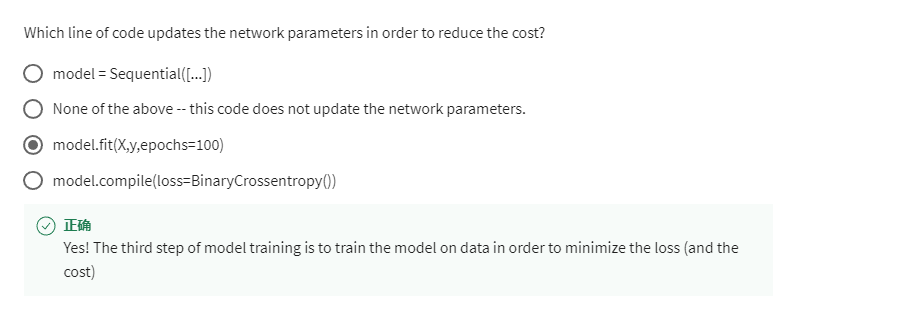 Which line of code updates the network parameters in order to reduce the cost?
model = Sequential([...])
None of the above -- this code does not update the network parameters.
model.fit(X,y,epochs=100)
model.compile(loss=BinaryCrossentropy())
正确
Yes! The third step of model training is to train the model on data in order to minimize the loss (and the
cost)